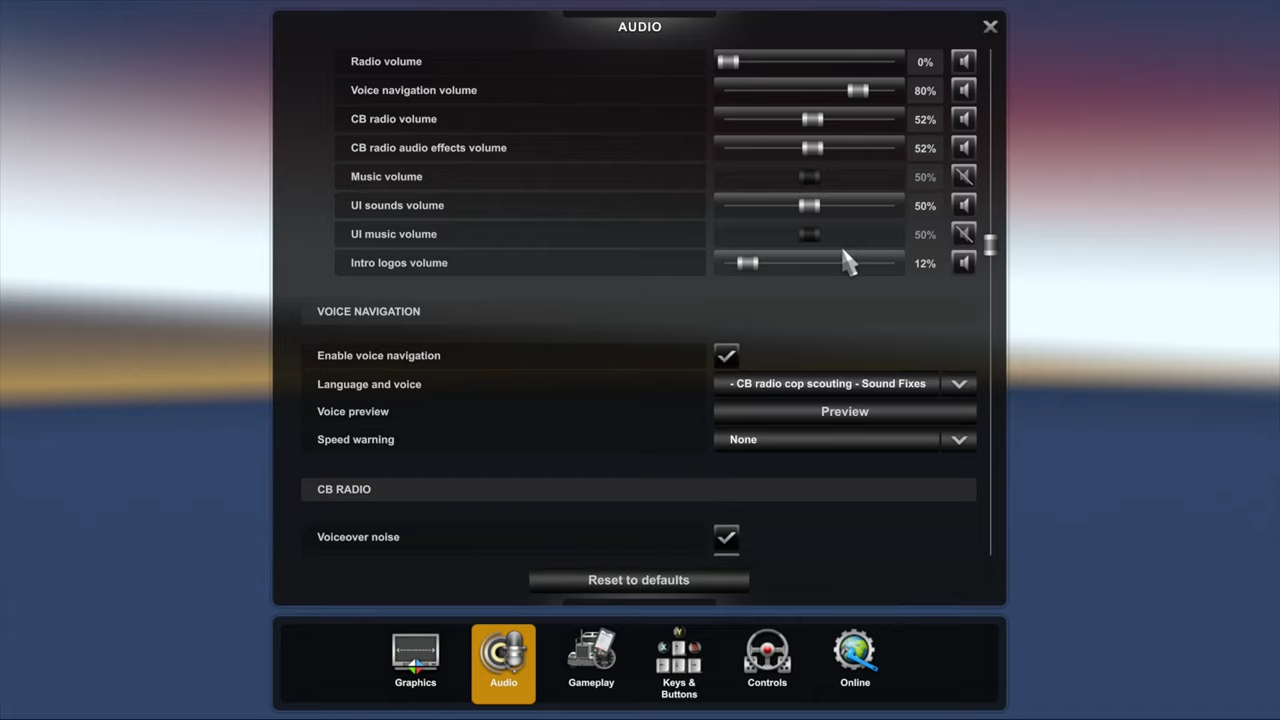 AUDIO
Radio volume 0%
Voice navigation volume 80%
CB radio volume 52%
CB radio audio effects volume 52%
Music volume 50%
UI sounds volume 50%
UI music volume 50%
Intro logos volume 12%
VOICE NAVIGATION
Enable voice navigation
Language and voice - CB radio cop scouting - Sound Fixes
Voice preview Preview
Speed warning None
CB RADIO
Voiceover noise
Reset to defaults
Graphics Audio Gameplay Keys & Controls Online
Buttons